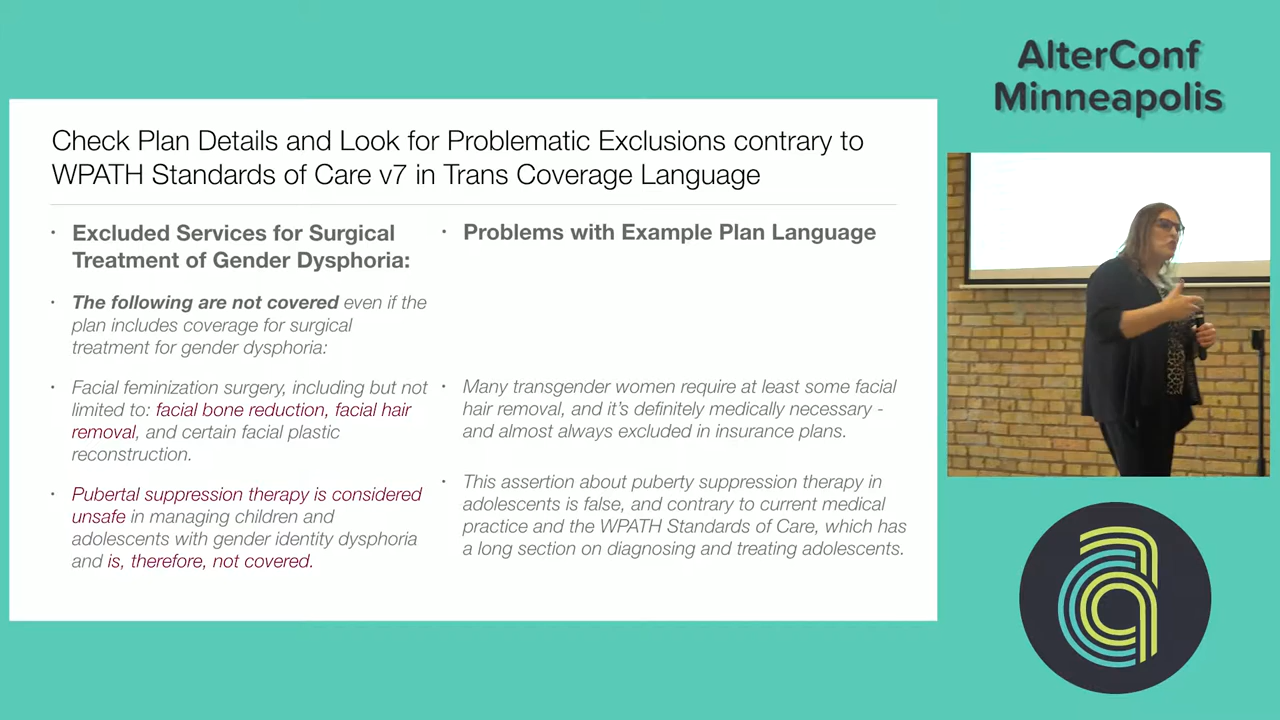 AlterConf
Minneapolis
Check Plan Details and Look for Problematic Exclusions contrary to
WPATH Standards of Care v7 in Trans Coverage Language
• Excluded Services for Surgical
Treatment of Gender Dysphoria:
• The following are not covered even if the
plan includes coverage for surgical
treatment for gender dysphoria:
• Facial feminization surgery, including but not
limited to: facial bone reduction, facial hair
removal, and certain facial plastic
reconstruction.
• Pubertal suppression therapy is considered
unsafe in managing children and
adolescents with gender identity dysphoria
and is, therefore, not covered.
• Problems with Example Plan Language
• Many transgender women require at least some facial
hair removal, and it’s definitely medically necessary -
and almost always excluded in insurance plans.
• This assertion about puberty suppression therapy in
adolescents is false, and contrary to current medical
practice and the WPATH Standards of Care, which has
a long section on diagnosing and treating adolescents.